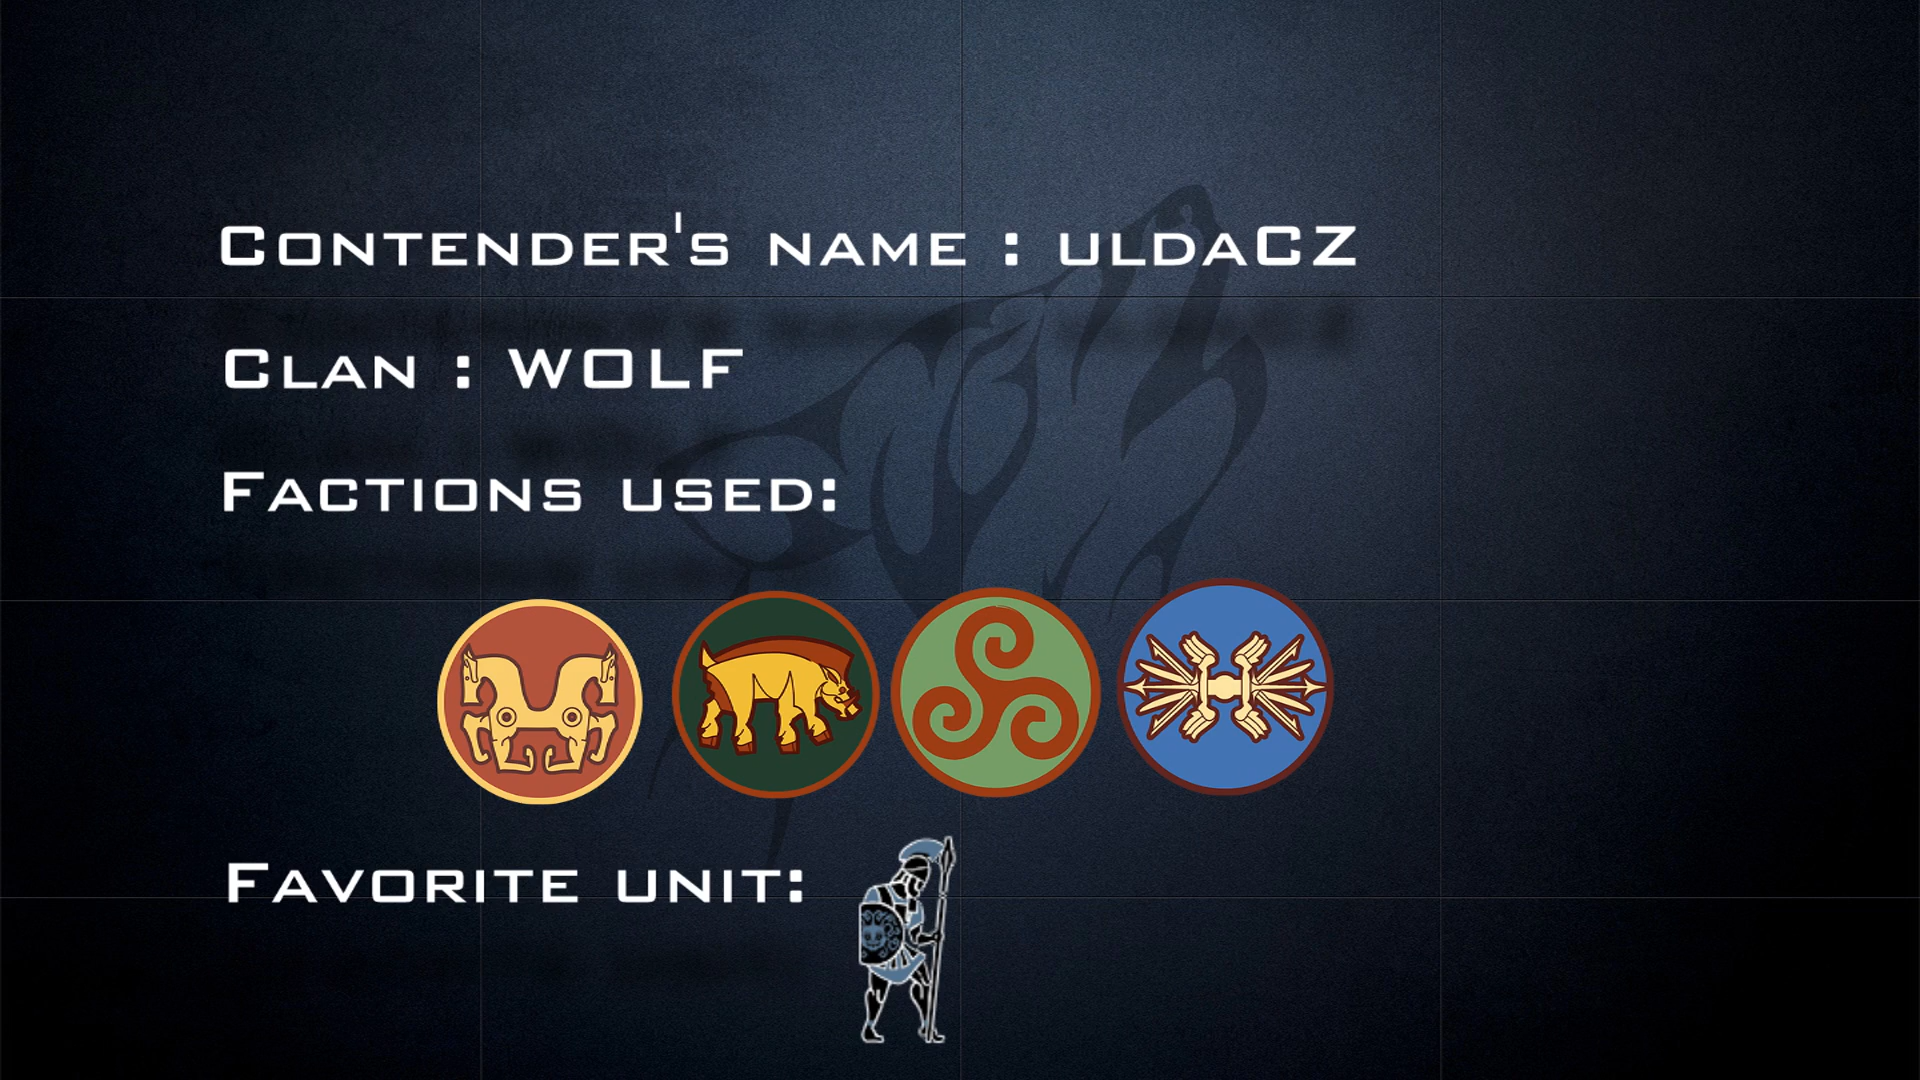 Contender's name : uldaCZ
Clan : WOLF
Factions used:
Favorite unit: